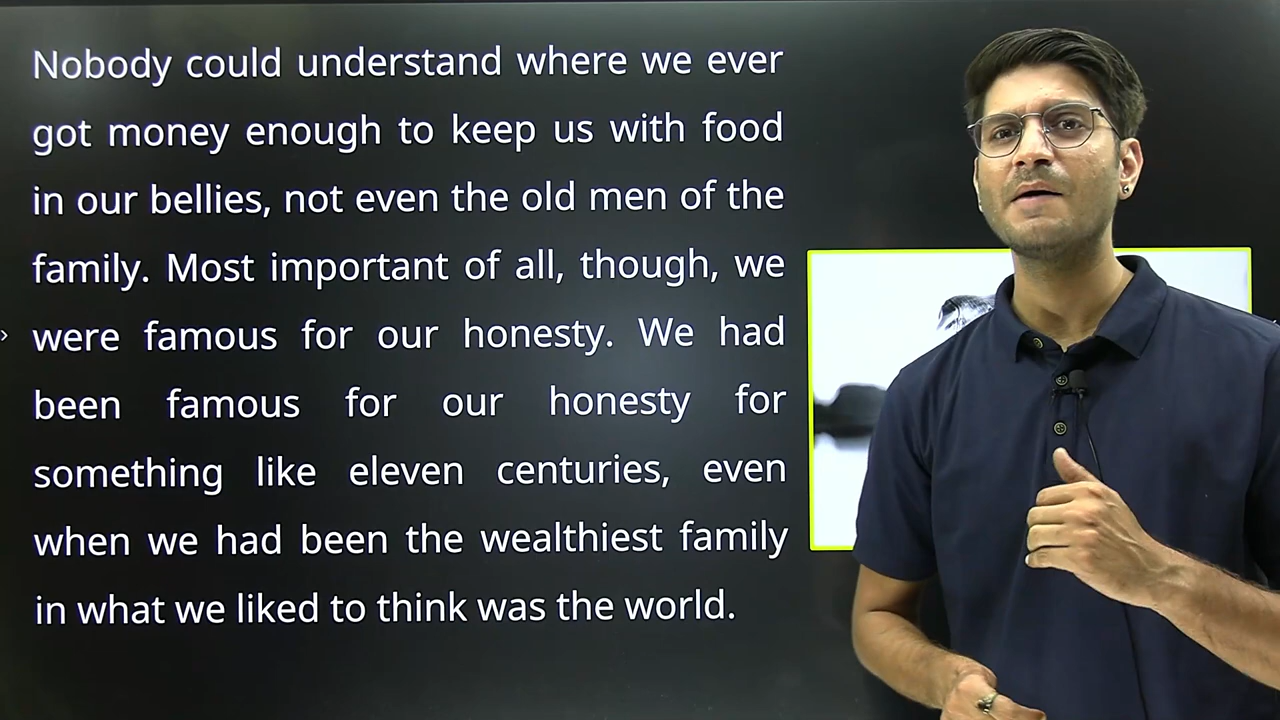 Nobody could understand where we ever
got money enough to keep us with food
in our bellies, not even the old men of the
family. Most important of all, though, we
were famous for our honesty. We had
been famous for our honesty for
something like eleven centuries, even
when we had been the wealthiest family
in what we liked to think was the world.